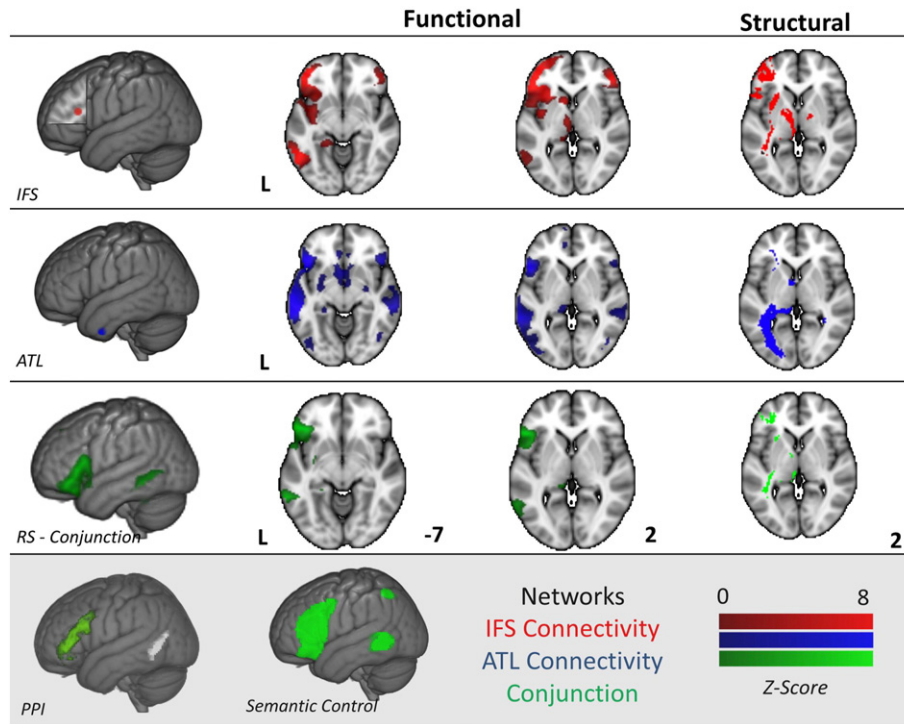 Functional Structural
IFS
L
ATL
L
RS - Conjunction
L
-7
2
2
PPI
Semantic Control
Networks
IFS Connectivity
ATL Connectivity
Conjunction
0 8
Z-Score